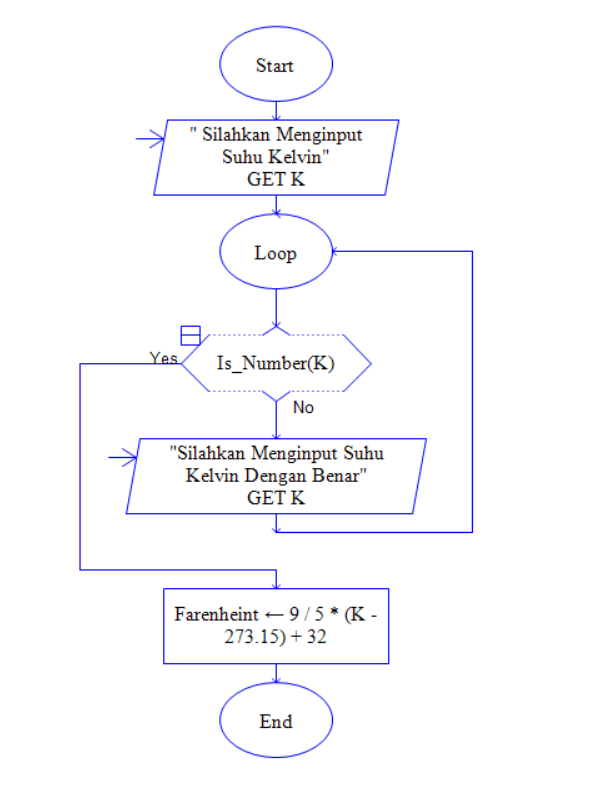 Start
" Silahkan Menginput
Suhu Kelvin"
GET K
Loop
Yes
Is_Number(K)
No
"Silahkan Menginput Suhu
Kelvin Dengan Benar"
GET K
Farenheint ← 9 / 5 * (K -
273.15) + 32
End